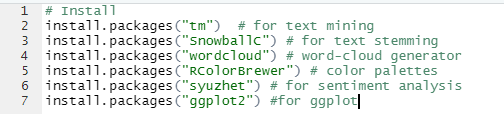 1 # Install
2 install.packages("tm")  # for text mining
3 install.packages("SnowballC") # for text stemming
4 install.packages("wordcloud") # word-cloud generator
5 install.packages("RColorBrewer") # color palettes
6 install.packages("syuzhet") # for sentiment analysis
7 install.packages("ggplot2") #for ggplot